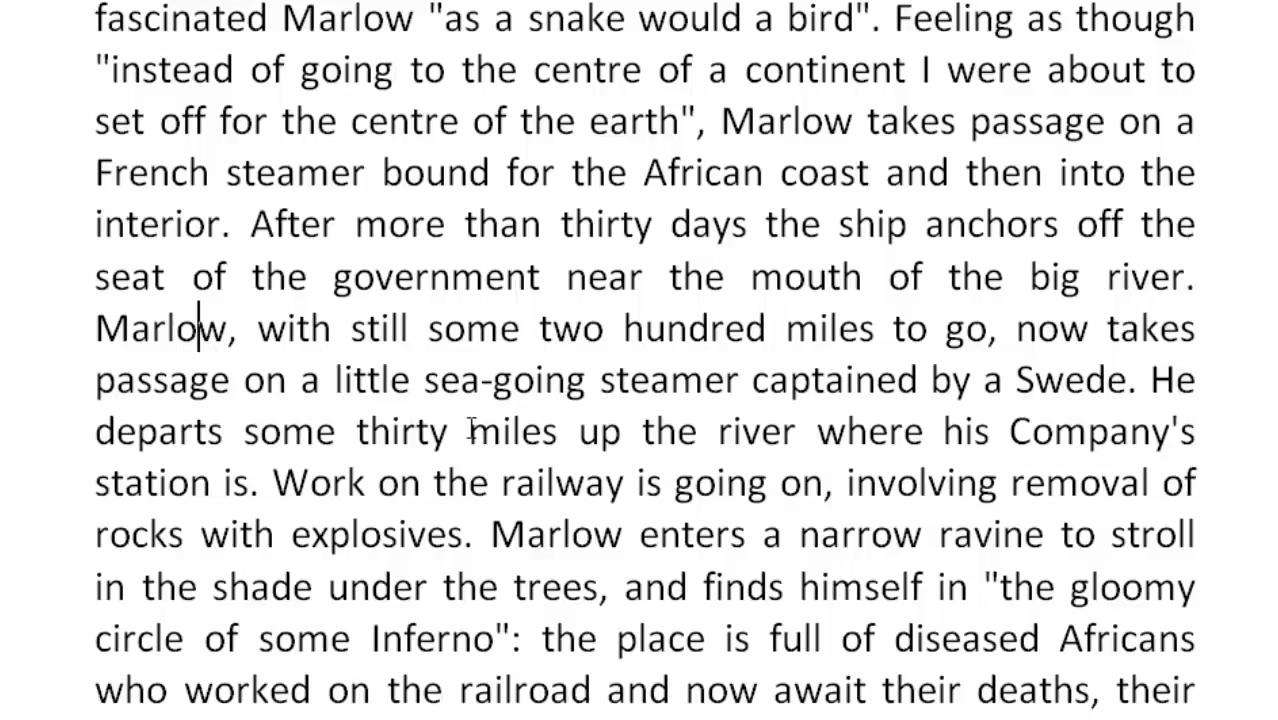 fascinated Marlow "as a snake would a bird". Feeling as though
"instead of going to the centre of a continent I were about to
set off for the centre of the earth", Marlow takes passage on a
French steamer bound for the African coast and then into the
interior. After more than thirty days the ship anchors off the
seat of the government near the mouth of the big river.
Marlow, with still some two hundred miles to go, now takes
passage on a little sea-going steamer captained by a Swede. He
departs some thirty miles up the river where his Company's
station is. Work on the railway is going on, involving removal of
rocks with explosives. Marlow enters a narrow ravine to stroll
in the shade under the trees, and finds himself in "the gloomy
circle of some Inferno": the place is full of diseased Africans
who worked on the railroad and now await their deaths, their